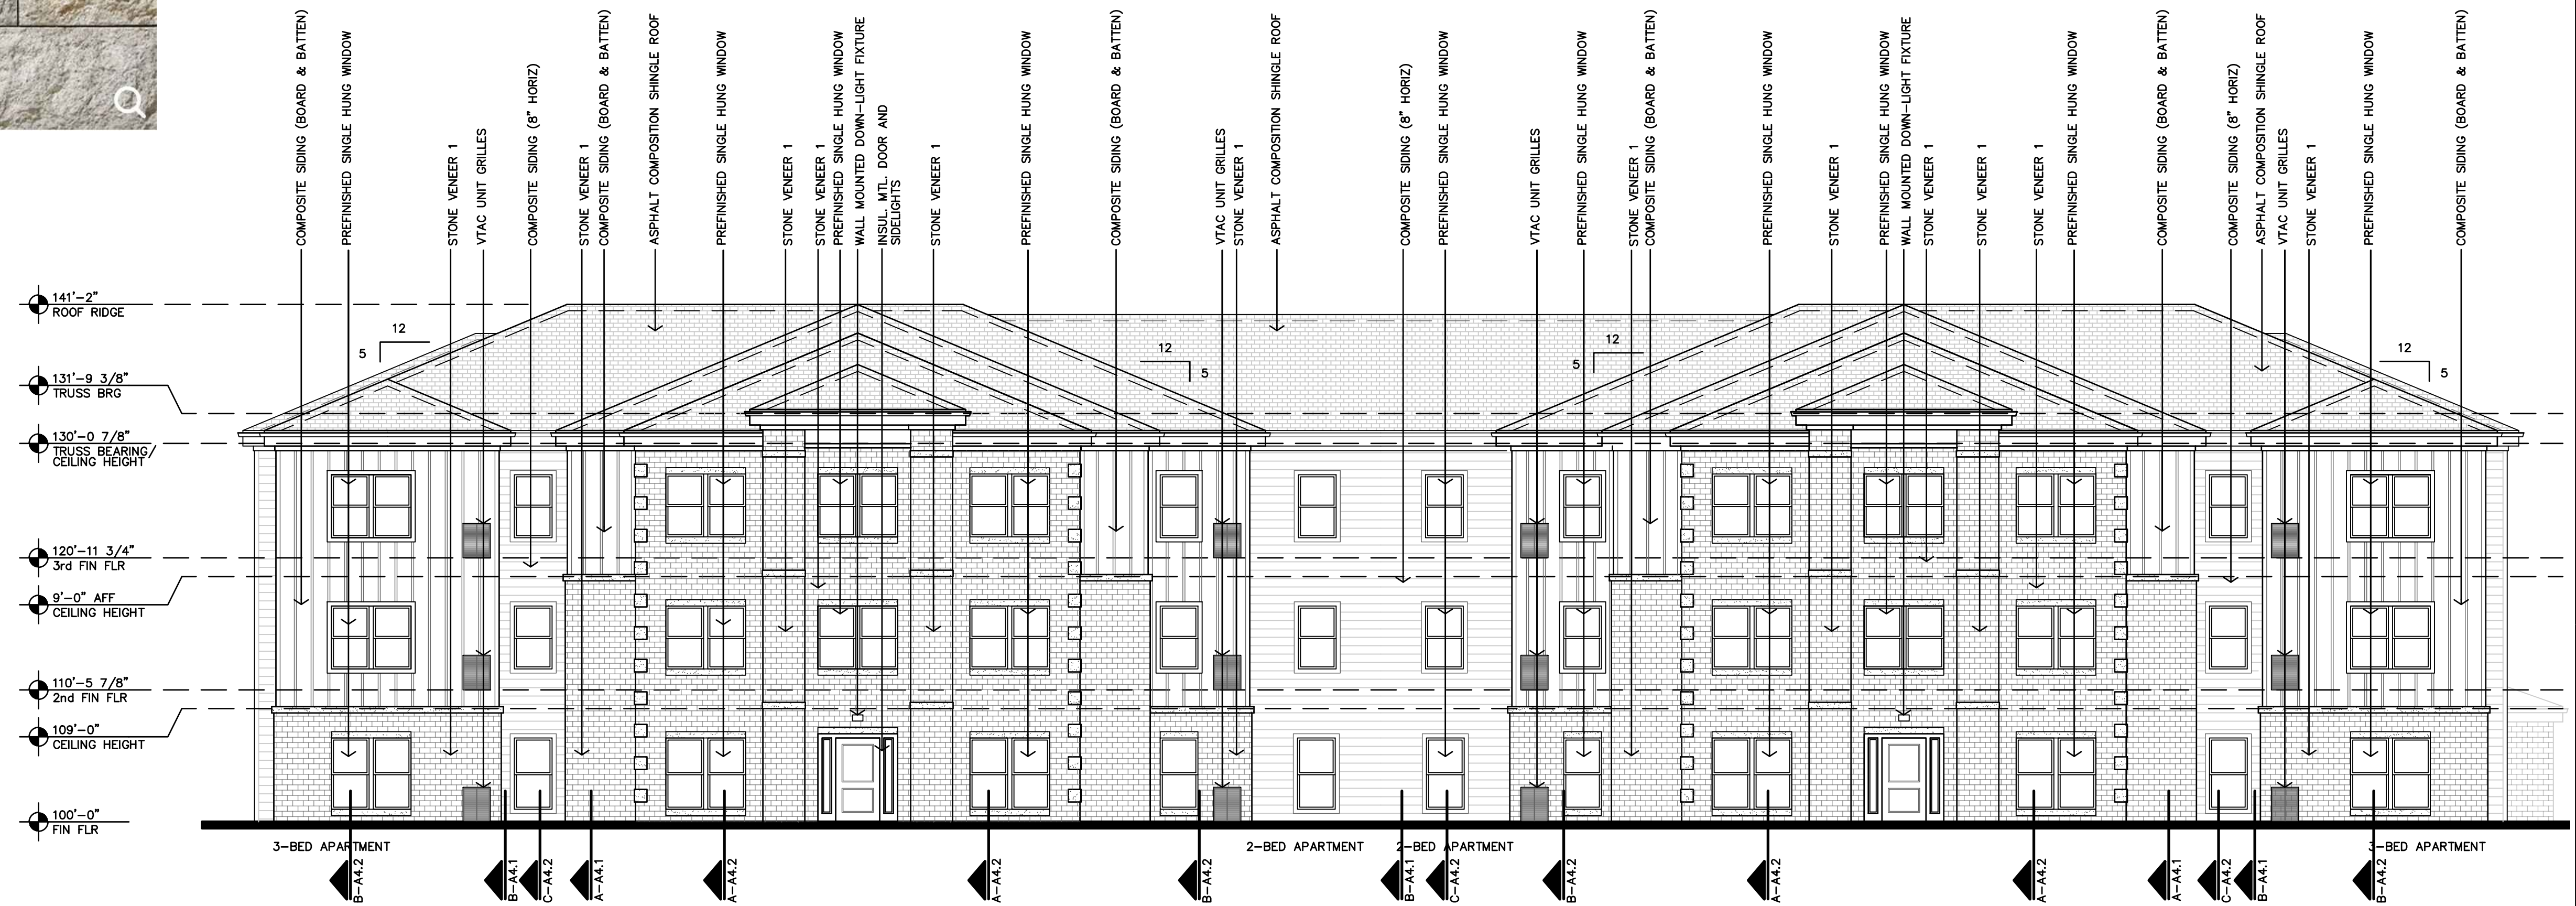 COMPOSITE SIDING (BOARD & BATTEN)
PREFINISHED SINGLE HUNG WINDOW
STONE VENEER 1
VTAC UNIT GRILLES
COMPOSITE SIDING (8" HORIZ)
STONE VENEER 1
COMPOSITE SIDING (BOARD & BATTEN)
ASPHALT COMPOSITION SHINGLE ROOF
PREFINISHED SINGLE HUNG WINDOW
STONE VENEER 1
STONE VENEER 1
PREFINISHED SINGLE HUNG WINDOW
WALL MOUNTED DOWN-LIGHT FIXTURE
INSUL. MTL. DOOR AND
SIDELIGHTS
STONE VENEER 1
PREFINISHED SINGLE HUNG WINDOW
COMPOSITE SIDING (BOARD & BATTEN)
VTAC UNIT GRILLES
STONE VENEER 1
ASPHALT COMPOSITION SHINGLE ROOF
COMPOSITE SIDING (8" HORIZ)
PREFINISHED SINGLE HUNG WINDOW
VTAC UNIT GRILLES
PREFINISHED SINGLE HUNG WINDOW
STONE VENEER 1
COMPOSITE SIDING (BOARD & BATTEN)
PREFINISHED SINGLE HUNG WINDOW
STONE VENEER 1
PREFINISHED SINGLE HUNG WINDOW
WALL MOUNTED DOWN-LIGHT FIXTURE
STONE VENEER 1
STONE VENEER 1
STONE VENEER 1
PREFINISHED SINGLE HUNG WINDOW
COMPOSITE SIDING (BOARD & BATTEN)
COMPOSITE SIDING (8" HORIZ)
ASPHALT COMPOSITION SHINGLE ROOF
VTAC UNIT GRILLES
STONE VENEER 1
PREFINISHED SINGLE HUNG WINDOW
COMPOSITE SIDING (BOARD & BATTEN)
141'-2"
ROOF RIDGE
12
5
12
5
12
5
12
5
131'-9 3/8"
TRUSS BRG
130'-0 7/8"
TRUSS BEARING/
CEILING HEIGHT
120'-11 3/4"
3rd FIN FLR
9'-0" AFF
CEILING HEIGHT
110'-5 7/8"
2nd FIN FLR
109'-0"
CEILING HEIGHT
100'-0"
FIN FLR
3-BED APARTMENT
2-BED APARTMENT
2-BED APARTMENT
3-BED APARTMENT
B-A4.2
B-A4.1
C-A4.2
A-A4.1
A-A4.2
A-A4.2
B-A4.2
B-A4.1
C-A4.2
B-A4.2
A-A4.2
A-A4.2
A-A4.1
C-A4.2
B-A4.1
B-A4.2